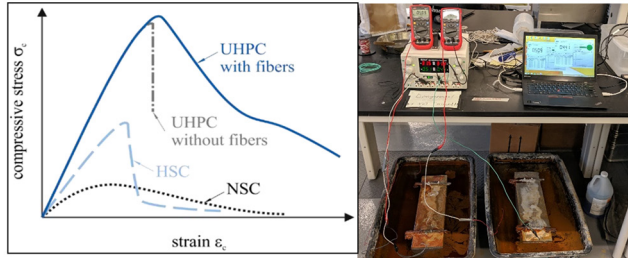 compressive stress σc
UHPC
with fibers
UHPC
without fibers
HSC
NSC
strain εc